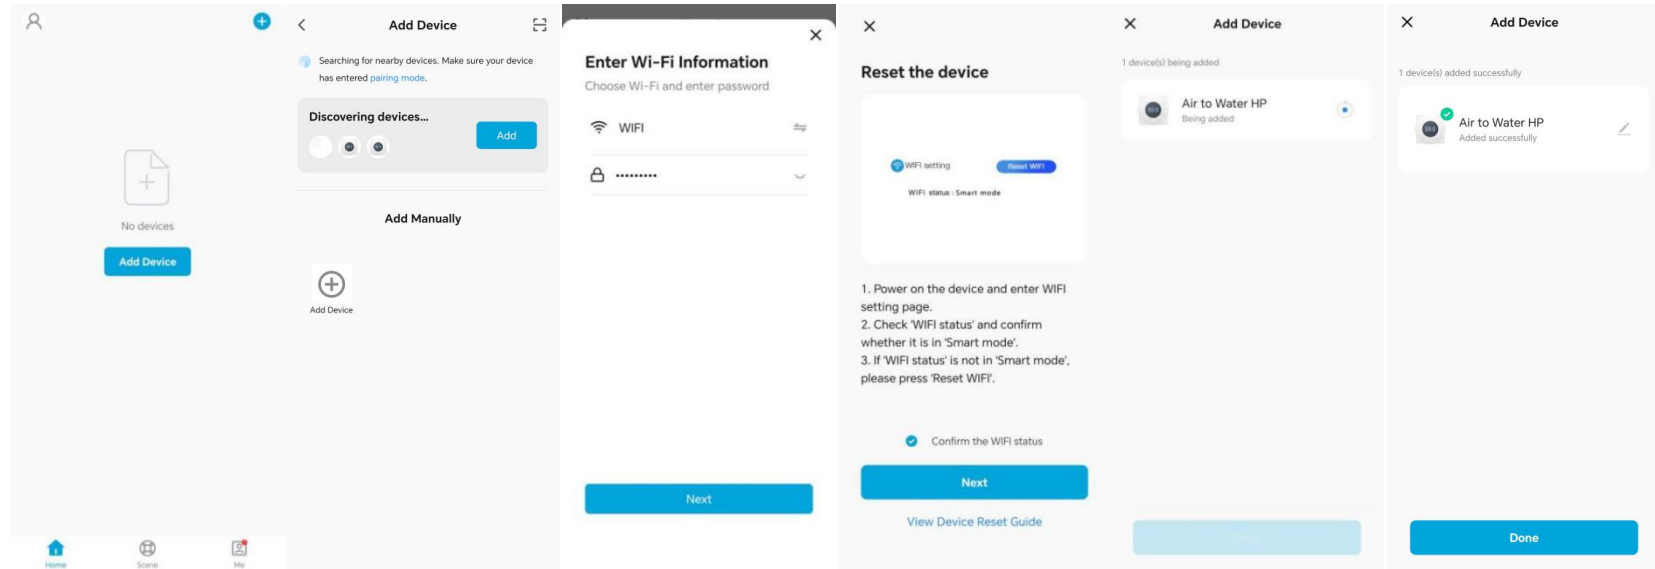 No devices
Add Device
Home
Scene
Me
Add Device
Searching for nearby devices. Make sure your device
has entered pairing mode.
Discovering devices...
Add
Add Manually
Add Device
Enter Wi-Fi Information
Choose Wi-Fi and enter password
WIFI
•••••••••
Next
Reset the device
WIFI setting
Reset WIFI
WIFI status : Smart mode
1. Power on the device and enter WIFI
setting page.
2. Check 'WIFI status' and confirm
whether it is in 'Smart mode'.
3. If 'WIFI status' is not in 'Smart mode',
please press 'Reset WIFI'.
Confirm the WIFI status
Next
View Device Reset Guide
Add Device
1 device(s) being added
Air to Water HP
Being added
Add Device
1 device(s) added successfully
Air to Water HP
Added successfully
Done